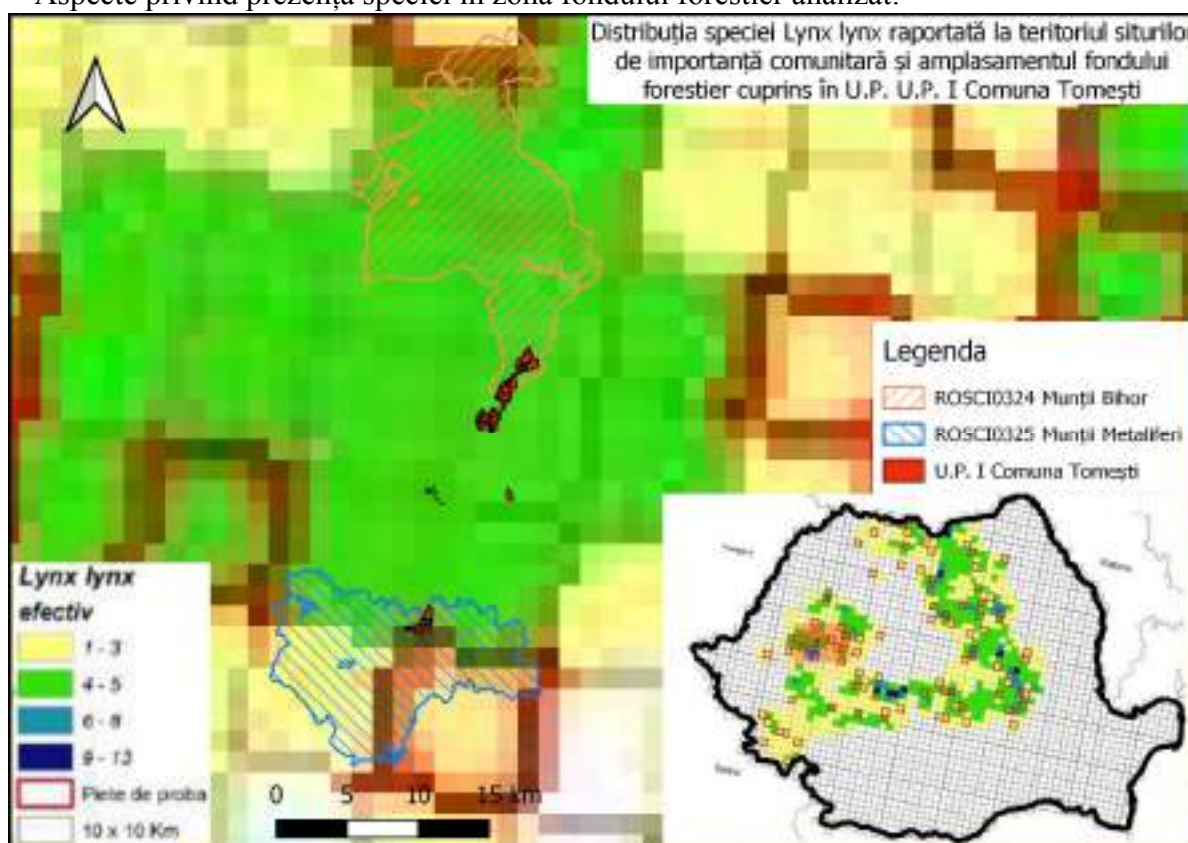 Aspecte privind prezența speciei în zona fondului forestier analizat:
Distribuția speciei Lynx lynx raportată la teritoriul siturilor
de importanță comunitară și amplasamentul fondului
forestier cuprins în U.P. U.P. I Comuna Tomești
Legenda
ROSCI0324 Munții Bihor
ROSCI0325 Munții Metaliferi
U.P. I Comuna Tomești
Lynx lynx
efectiv
1 - 3
4 - 5
6 - 8
9 - 13
Piete de proba
10 x 10 Km
0 5 10 15 km